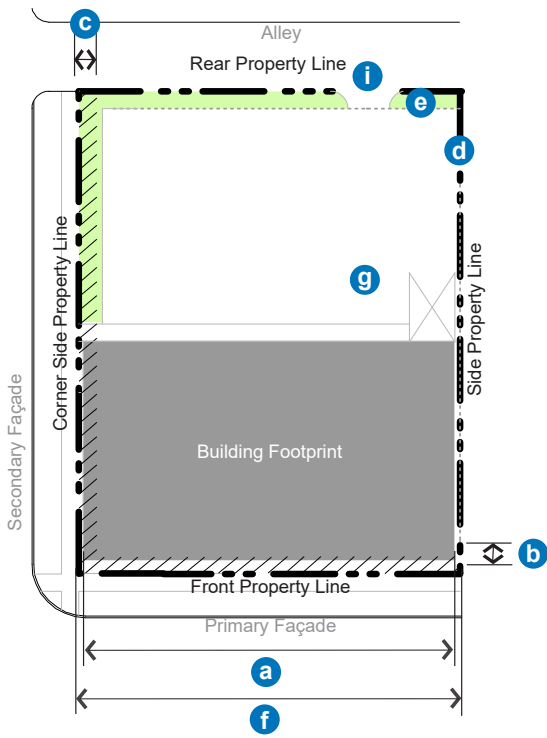 c
Alley
Rear Property Line
i
e
d
Corner Side Property Line
Side Property Line
g
Secondary Façade
Building Footprint
b
Front Property Line
Primary Façade
a
f